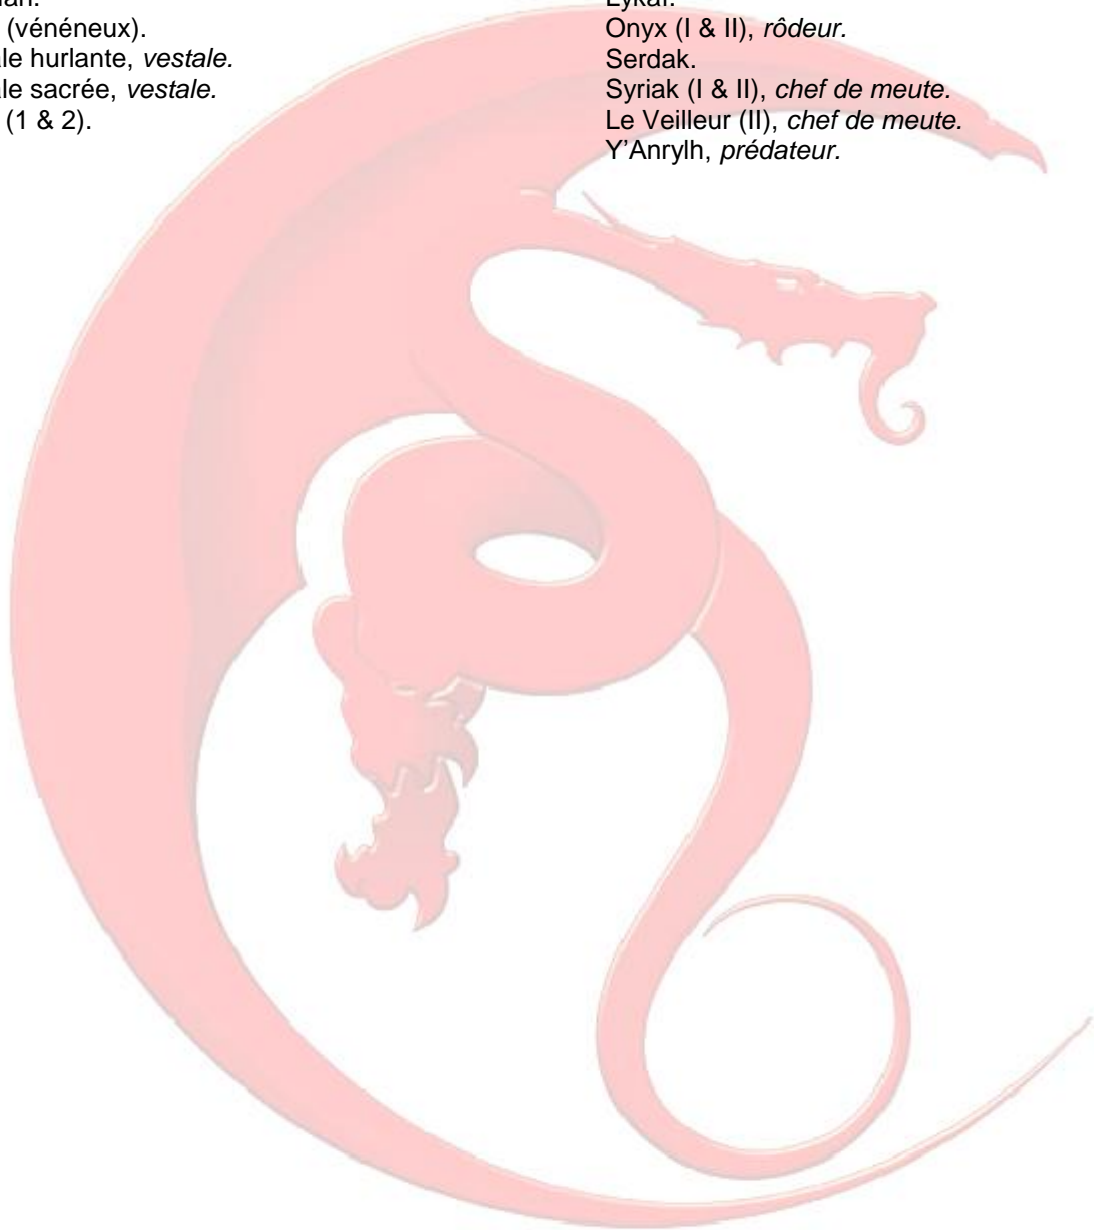 (vénéneux).
hurlante, vestale.
sacrée, vestale.
(1 & 2).
Lykaï.
Onyx (I & II), rôdeur.
Serdak.
Syriak (I & II), chef de meute.
Le Veilleur (II), chef de meute.
Y'Anrylh, prédateur.